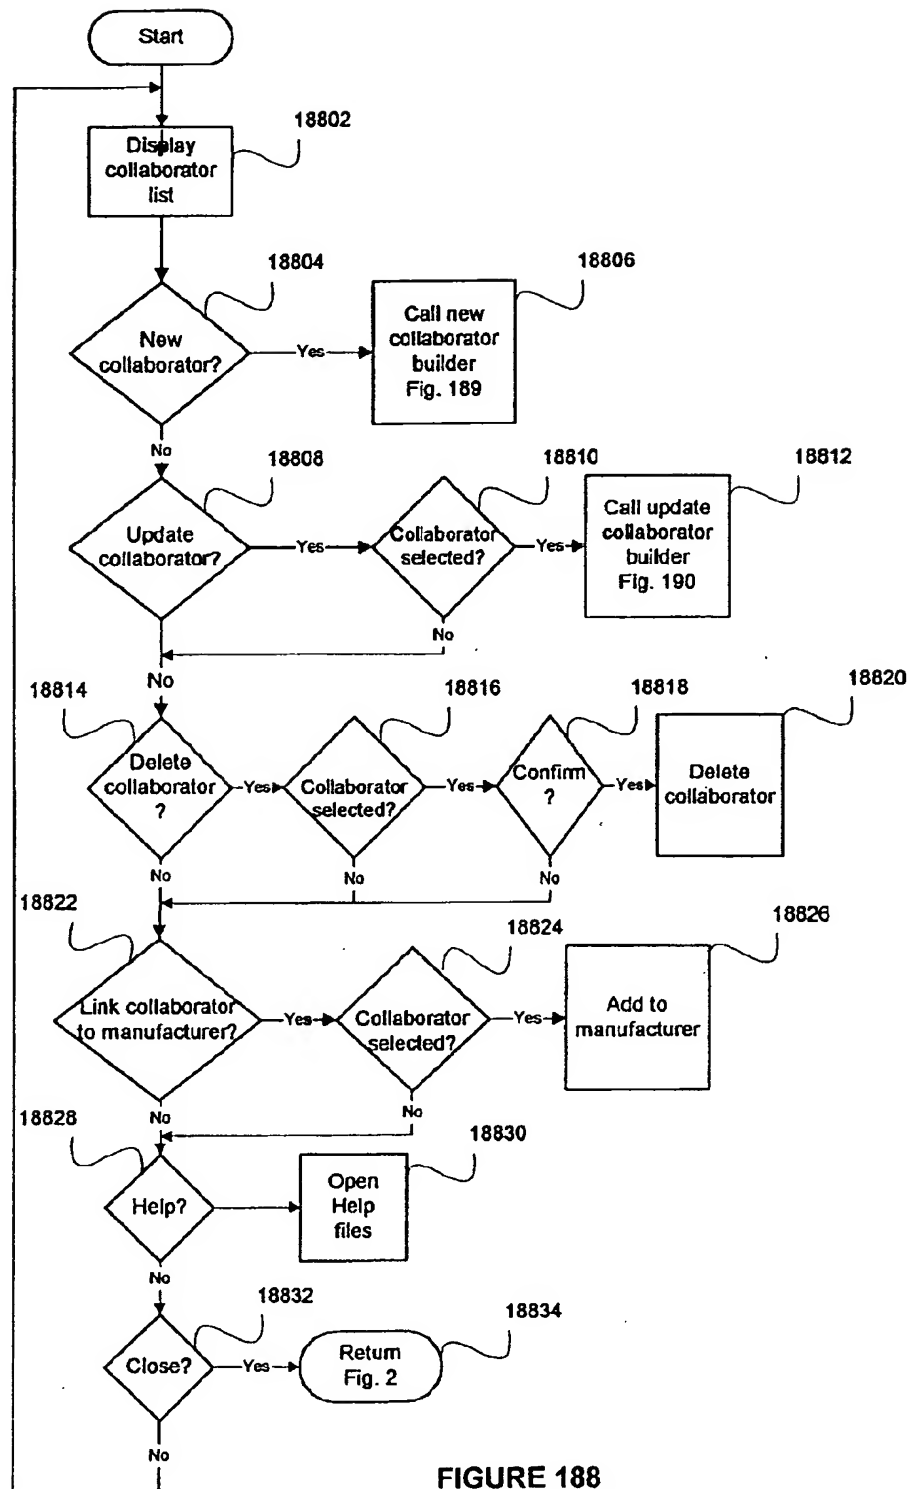 Start
18802
Display
collaborator
list
18804
18806
New
collaborator?
Yes
Call new
collaborator
builder
Fig. 189
No
18808
18810
18812
Update
collaborator?
Yes
Collaborator
selected?
Yes
Call update
collaborator
builder
Fig. 190
No
No
18814
18816
18818
18820
Delete
collaborator
?
Yes
Collaborator
selected?
Yes
Confirm
?
Yes
Delete
collaborator
No
No
No
18822
18824
18826
Link collaborator
to manufacturer?
Yes
Collaborator
selected?
Yes
Add to
manufacturer
No
No
18828
18830
Help?
Open
Help
files
No
18832
18834
Close?
Yes
Return
Fig. 2
No
FIGURE 188